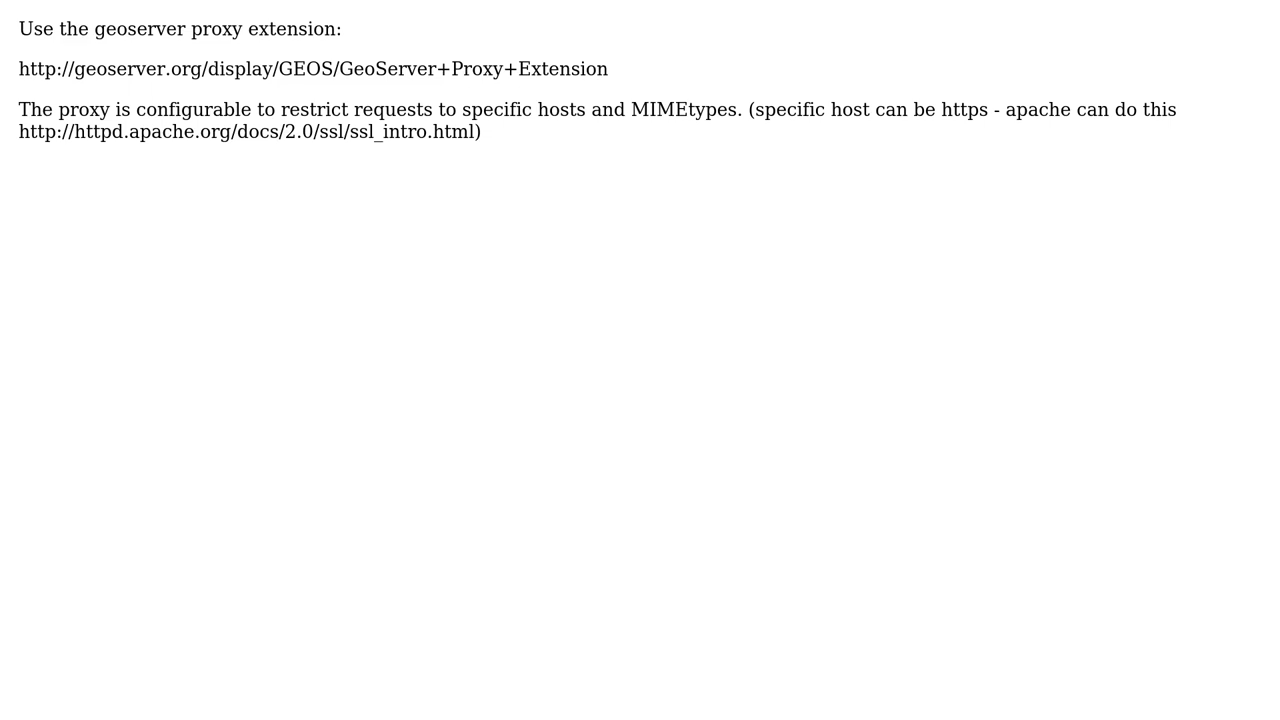 Use the geoserver proxy extension:
http://geoserver.org/display/GEOS/GeoServer+Proxy+Extension
The proxy is configurable to restrict requests to specific hosts and MIMEtypes. (specific host can be https - apache can do this
http://httpd.apache.org/docs/2.0/ssl/ssl_intro.html)